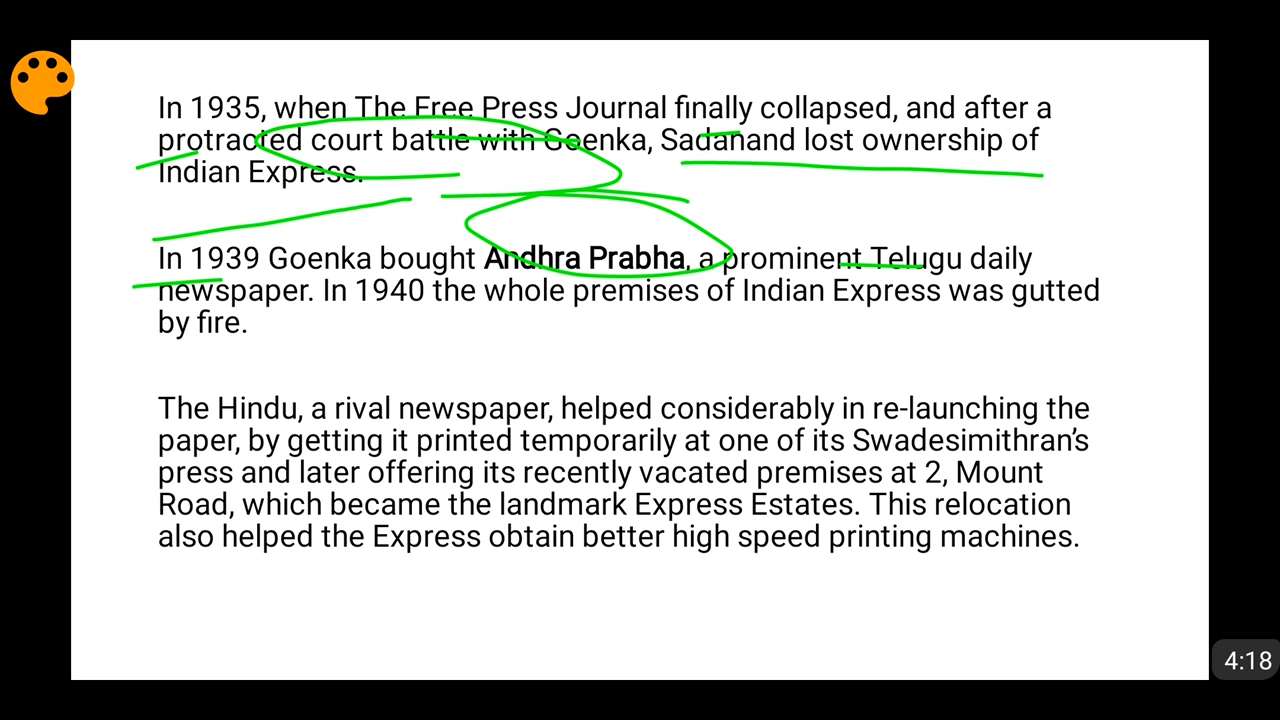 In 1935, when The Free Press Journal finally collapsed, and after a
protracted court battle with Goenka, Sadanand lost ownership of
Indian Express.
In 1939 Goenka bought Andhra Prabha, a prominent Telugu daily
newspaper. In 1940 the whole premises of Indian Express was gutted
by fire.
The Hindu, a rival newspaper, helped considerably in re-launching the
paper, by getting it printed temporarily at one of its Swadesimithran’s
press and later offering its recently vacated premises at 2, Mount
Road, which became the landmark Express Estates. This relocation
also helped the Express obtain better high speed printing machines.
4:18